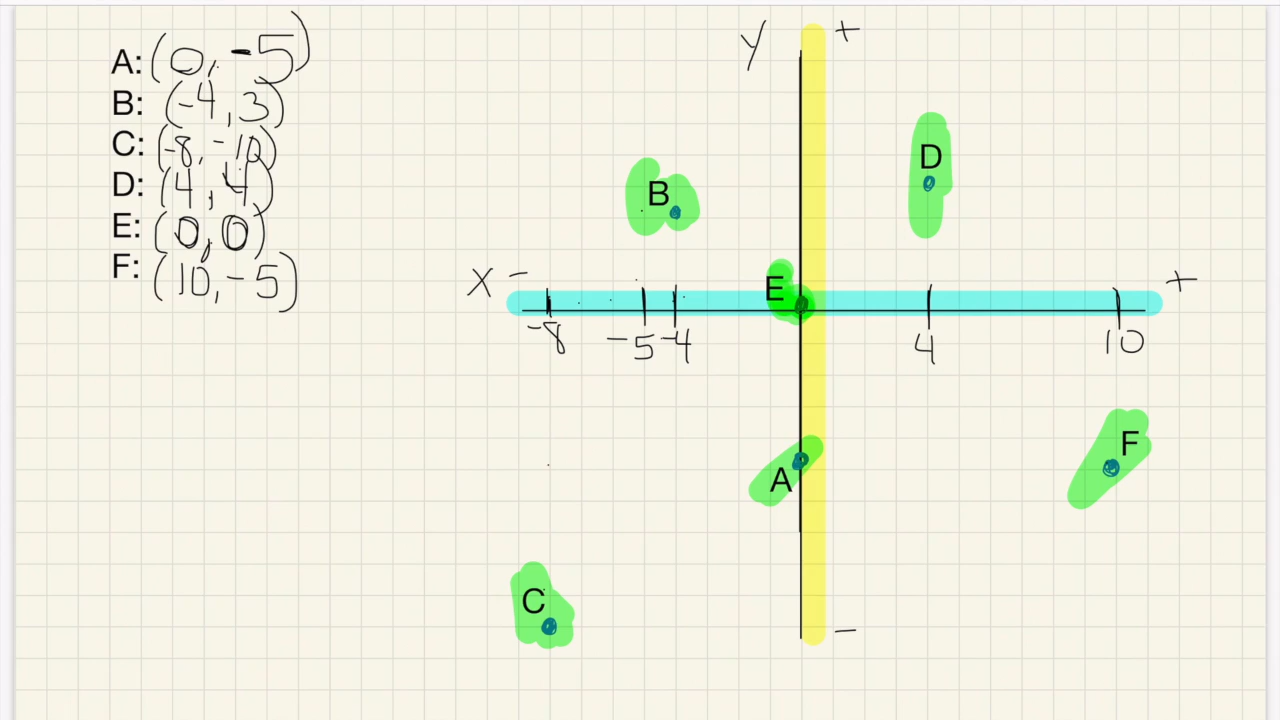 A: (0,-5)
B: (-4,3)
C: (-8,-10)
D: (4,4)
E: (0,0)
F: (10,-5)
Y +
D
B
X - E +
-8 -5 -4 4 10
F
A
C
-